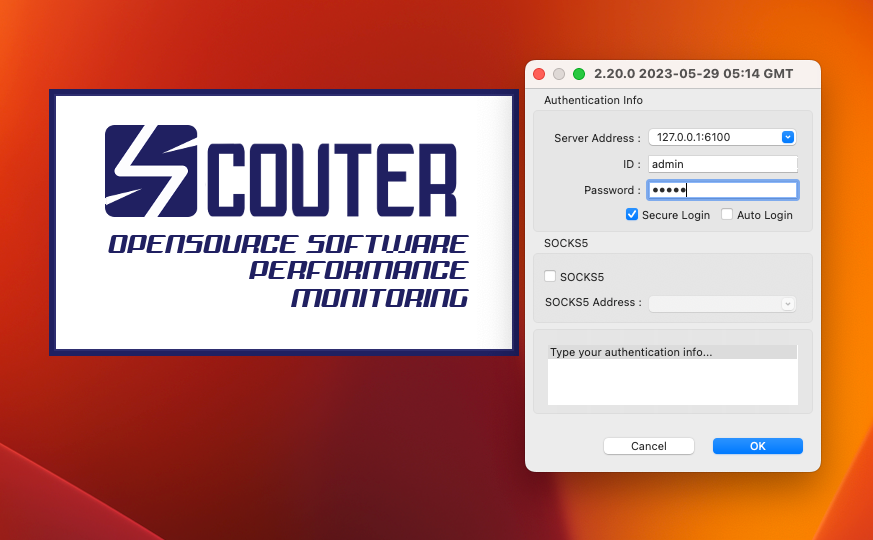 SCOUTER
OPENSOURCE SOFTWARE
PERFORMANCE
MONITORING
2.20.0 2023-05-29 05:14 GMT
Authentication Info
Server Address : 127.0.0.1:6100
ID : admin
Password : •••••
Secure Login Auto Login
SOCKS5
SOCKS5
SOCKS5 Address :
Type your authentication info...
Cancel OK